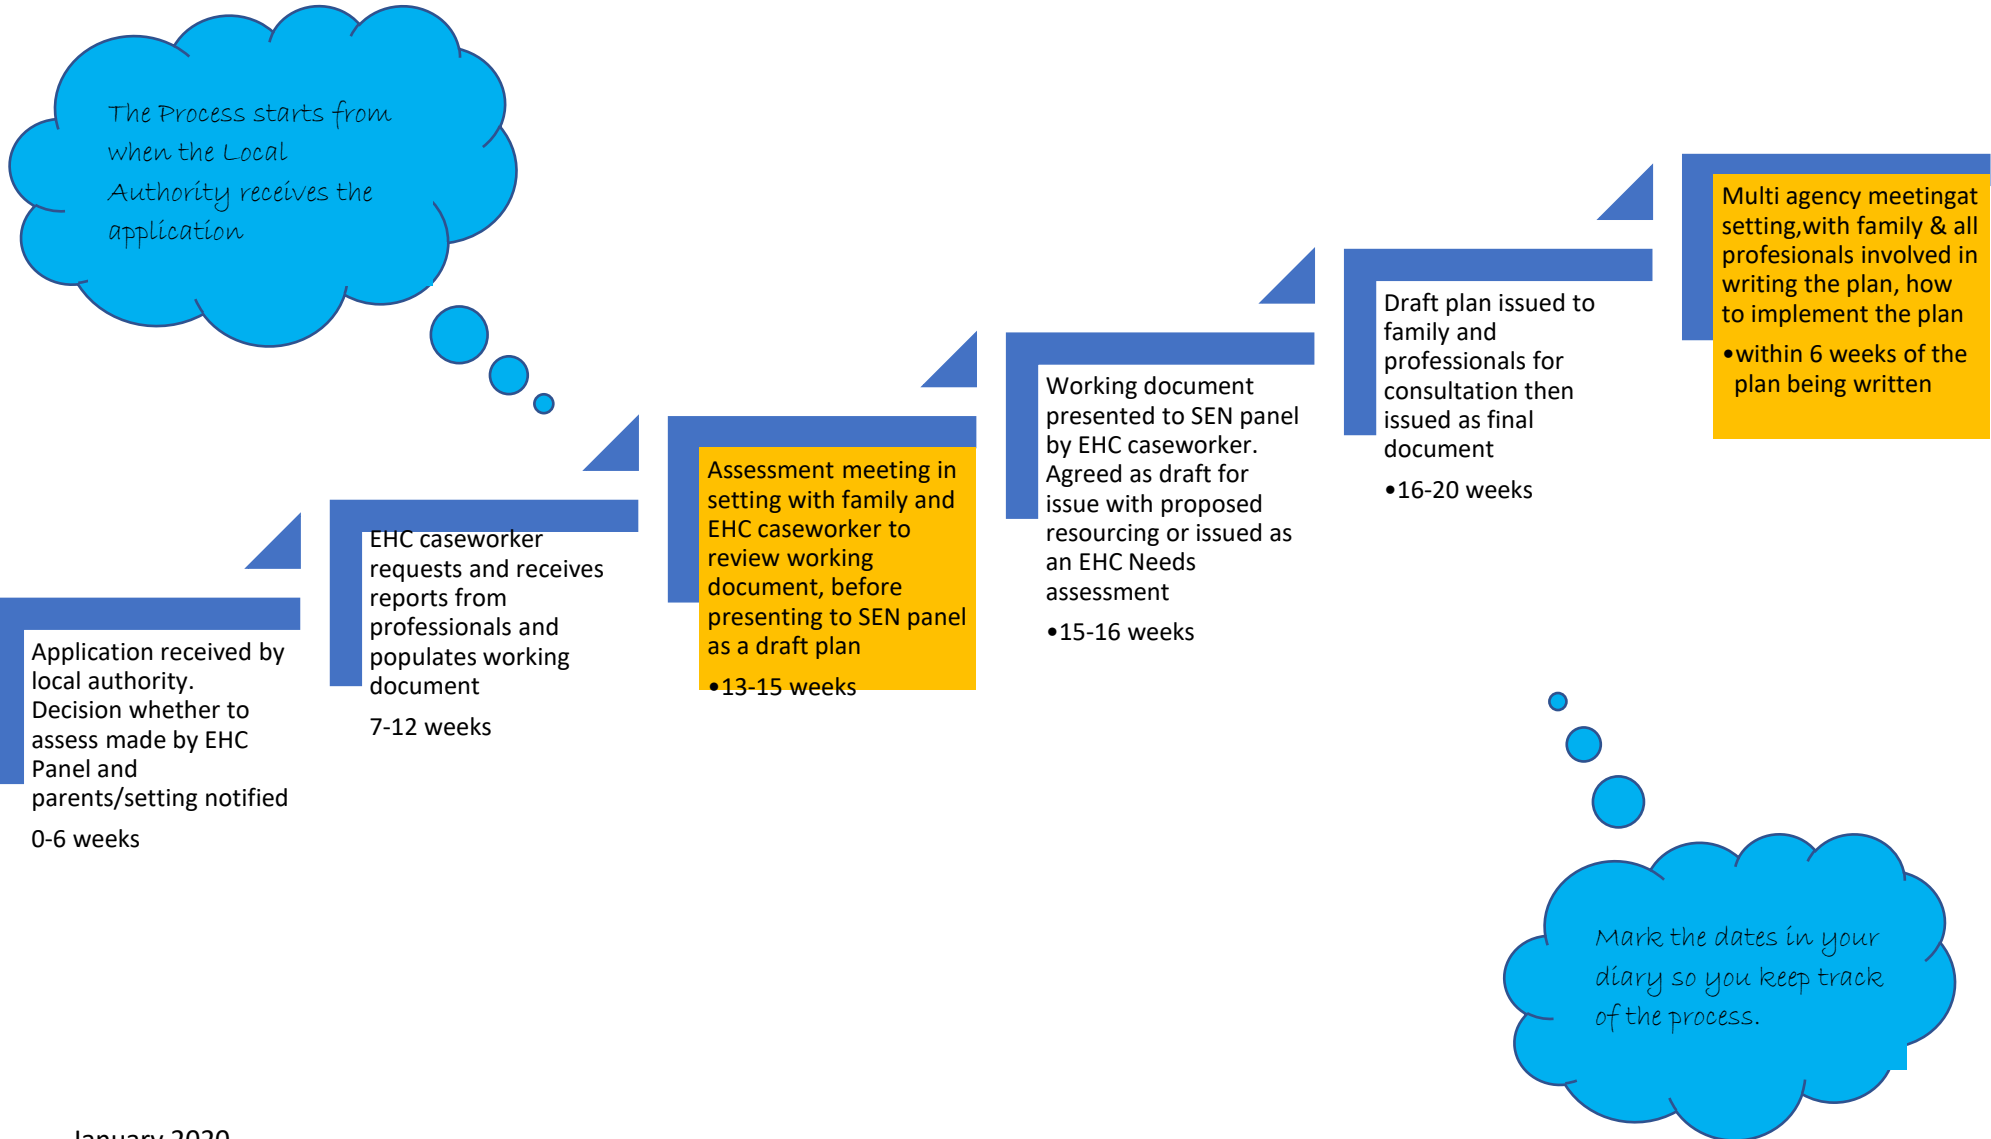 The Process starts from
when the Local
Authority receives the
application
Application received by
local authority.
Decision whether to
assess made by EHC
Panel and
parents/setting notified
0-6 weeks
EHC caseworker
requests and receives
reports from
professionals and
populates working
document
7-12 weeks
Assessment meeting in
setting with family and
EHC caseworker to
review working
document, before
presenting to SEN panel
as a draft plan
•13-15 weeks
Working document
presented to SEN panel
by EHC caseworker.
Agreed as draft for
issue with proposed
resourcing or issued as
an EHC Needs
assessment
•15-16 weeks
Draft plan issued to
family and
professionals for
consultation then
issued as final
document
•16-20 weeks
Multi agency meetingat
setting,with family & all
profesionals involved in
writing the plan, how
to implement the plan
•within 6 weeks of the
plan being written
Mark the dates in your
diary so you keep track
of the process.
January 2020